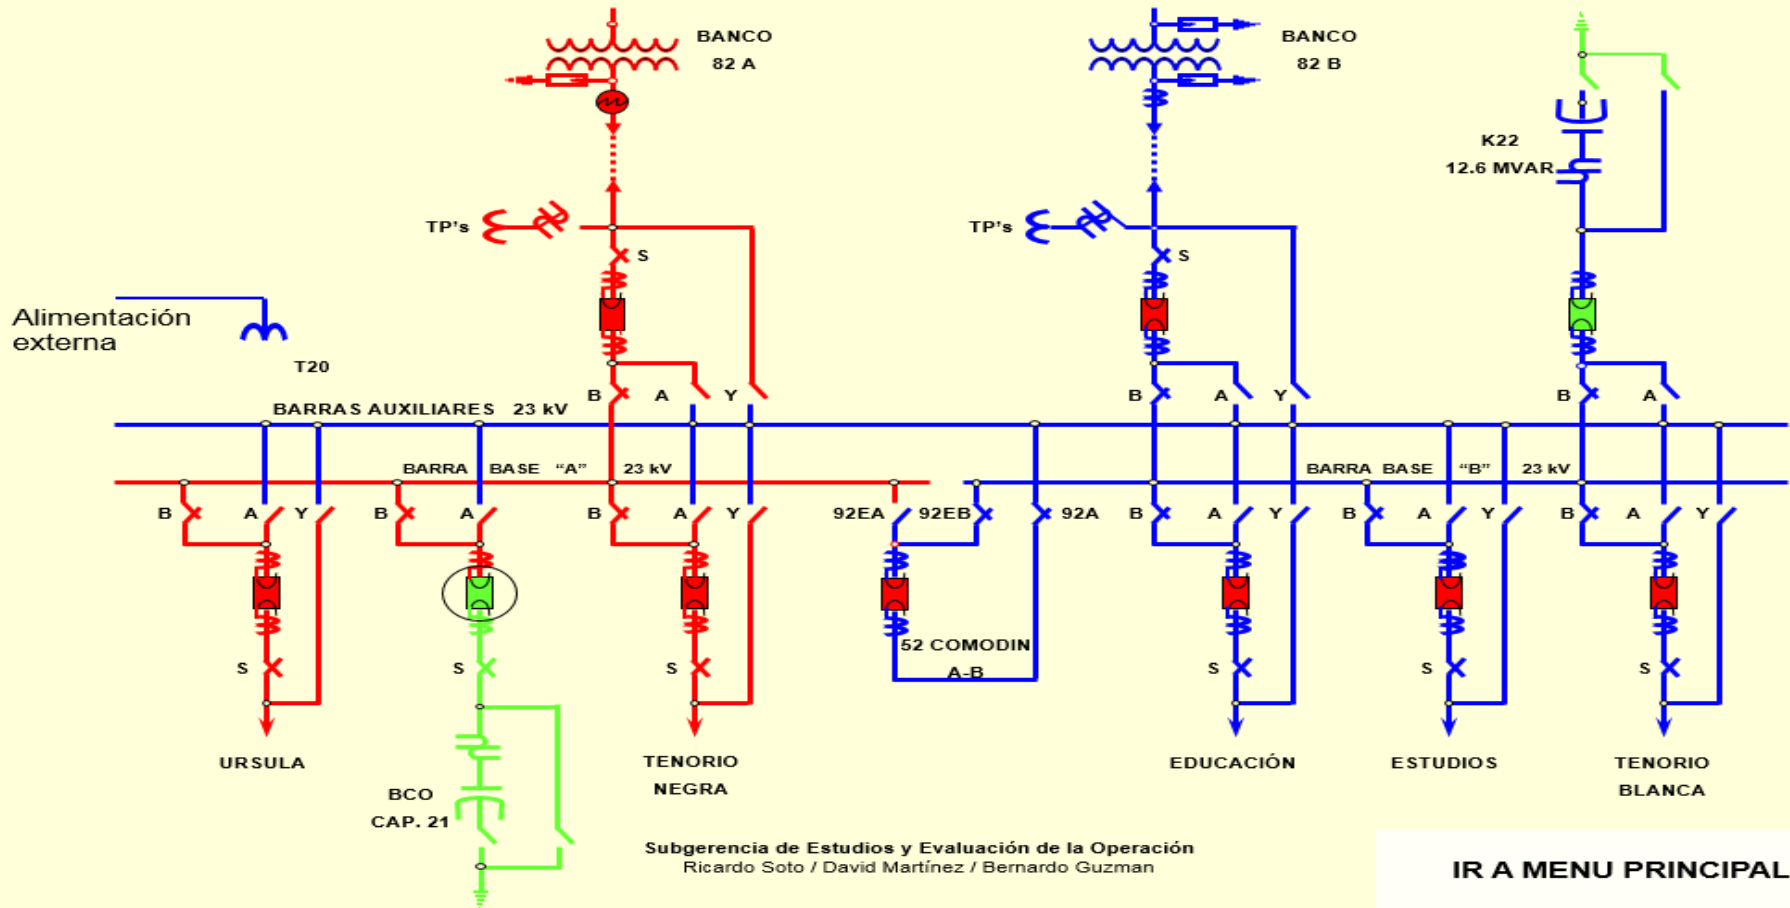 BANCO
82 A
BANCO
82 B
K22
12.6 MVAR
TP's
S
TP's
S
Alimentación
externa
T20
B A Y
B A Y
B A
BARRAS AUXILIARES 23 kV
BARRA BASE “A” 23 kV
BARRA BASE “B” 23 kV
B A Y B A B A Y 92EA 92EB 92A B A Y B A Y B A Y
52 COMODIN
A-B
S S S S S S
URSULA
TENORIO
NEGRA
EDUCACIÓN
ESTUDIOS
TENORIO
BLANCA
BCO
CAP. 21
Subgerencia de Estudios y Evaluación de la Operación
Ricardo Soto / David Martínez / Bernardo Guzman
IR A MENU PRINCIPAL